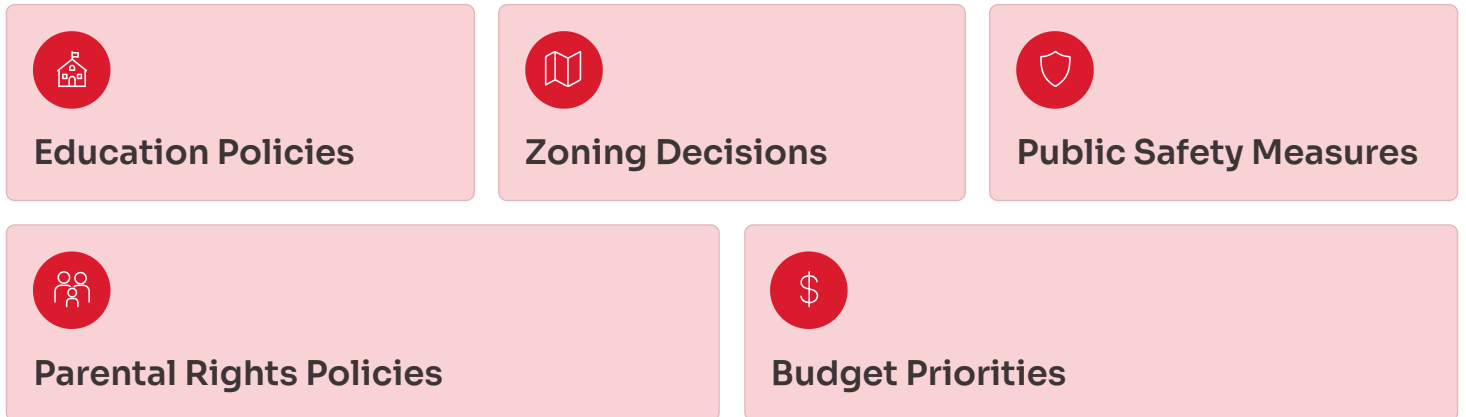 Education Policies
Zoning Decisions
Public Safety Measures
Parental Rights Policies
$
Budget Priorities